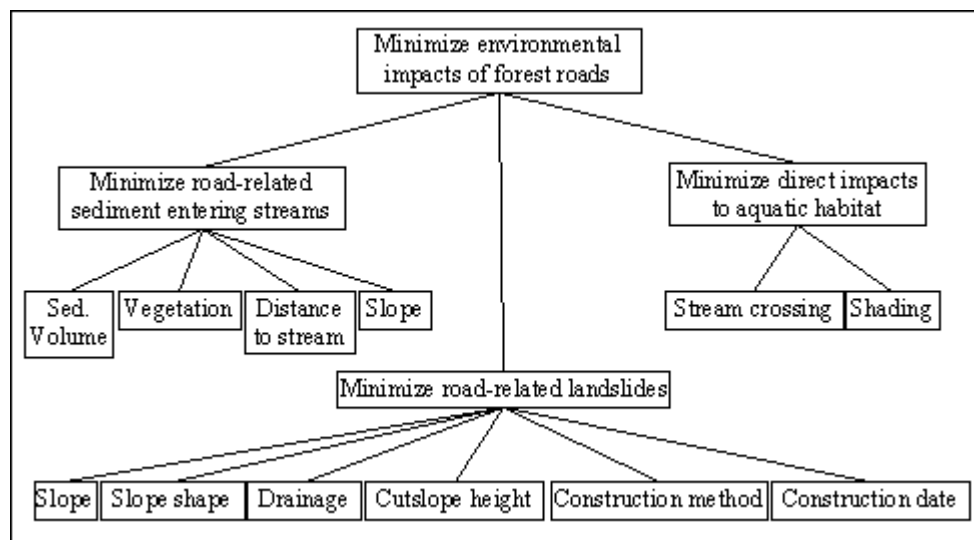 Minimize environmental
impacts of forest roads
Minimize road-related
sediment entering streams
Minimize direct impacts
to aquatic habitat
Sed.
Volume
Vegetation
Distance
to stream
Slope
Stream crossing
Shading
Minimize road-related landslides
Slope
Slope shape
Drainage
Cutslope height
Construction method
Construction date